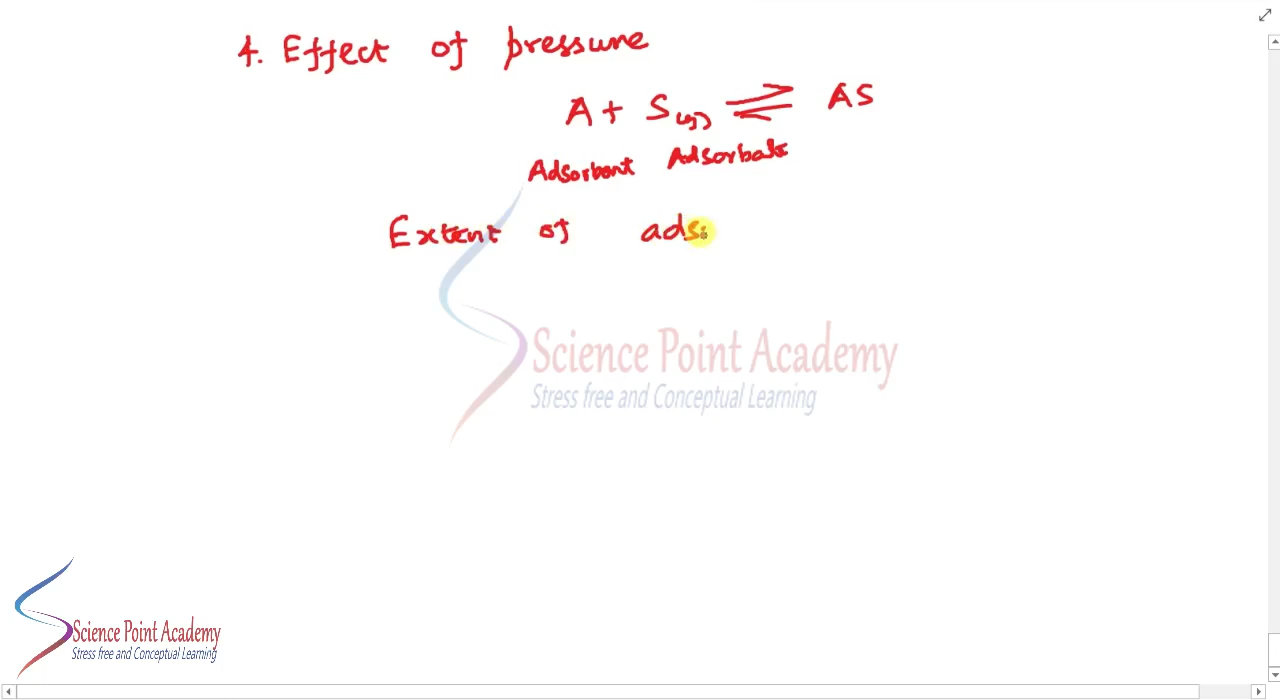 4. Effect of pressure
A + S(g) ⇌ AS
Adsorbent Adsorbate
Extent of ads
Science Point Academy
Stress free and Conceptual Learning
Science Point Academy
Stress free and Conceptual Learning